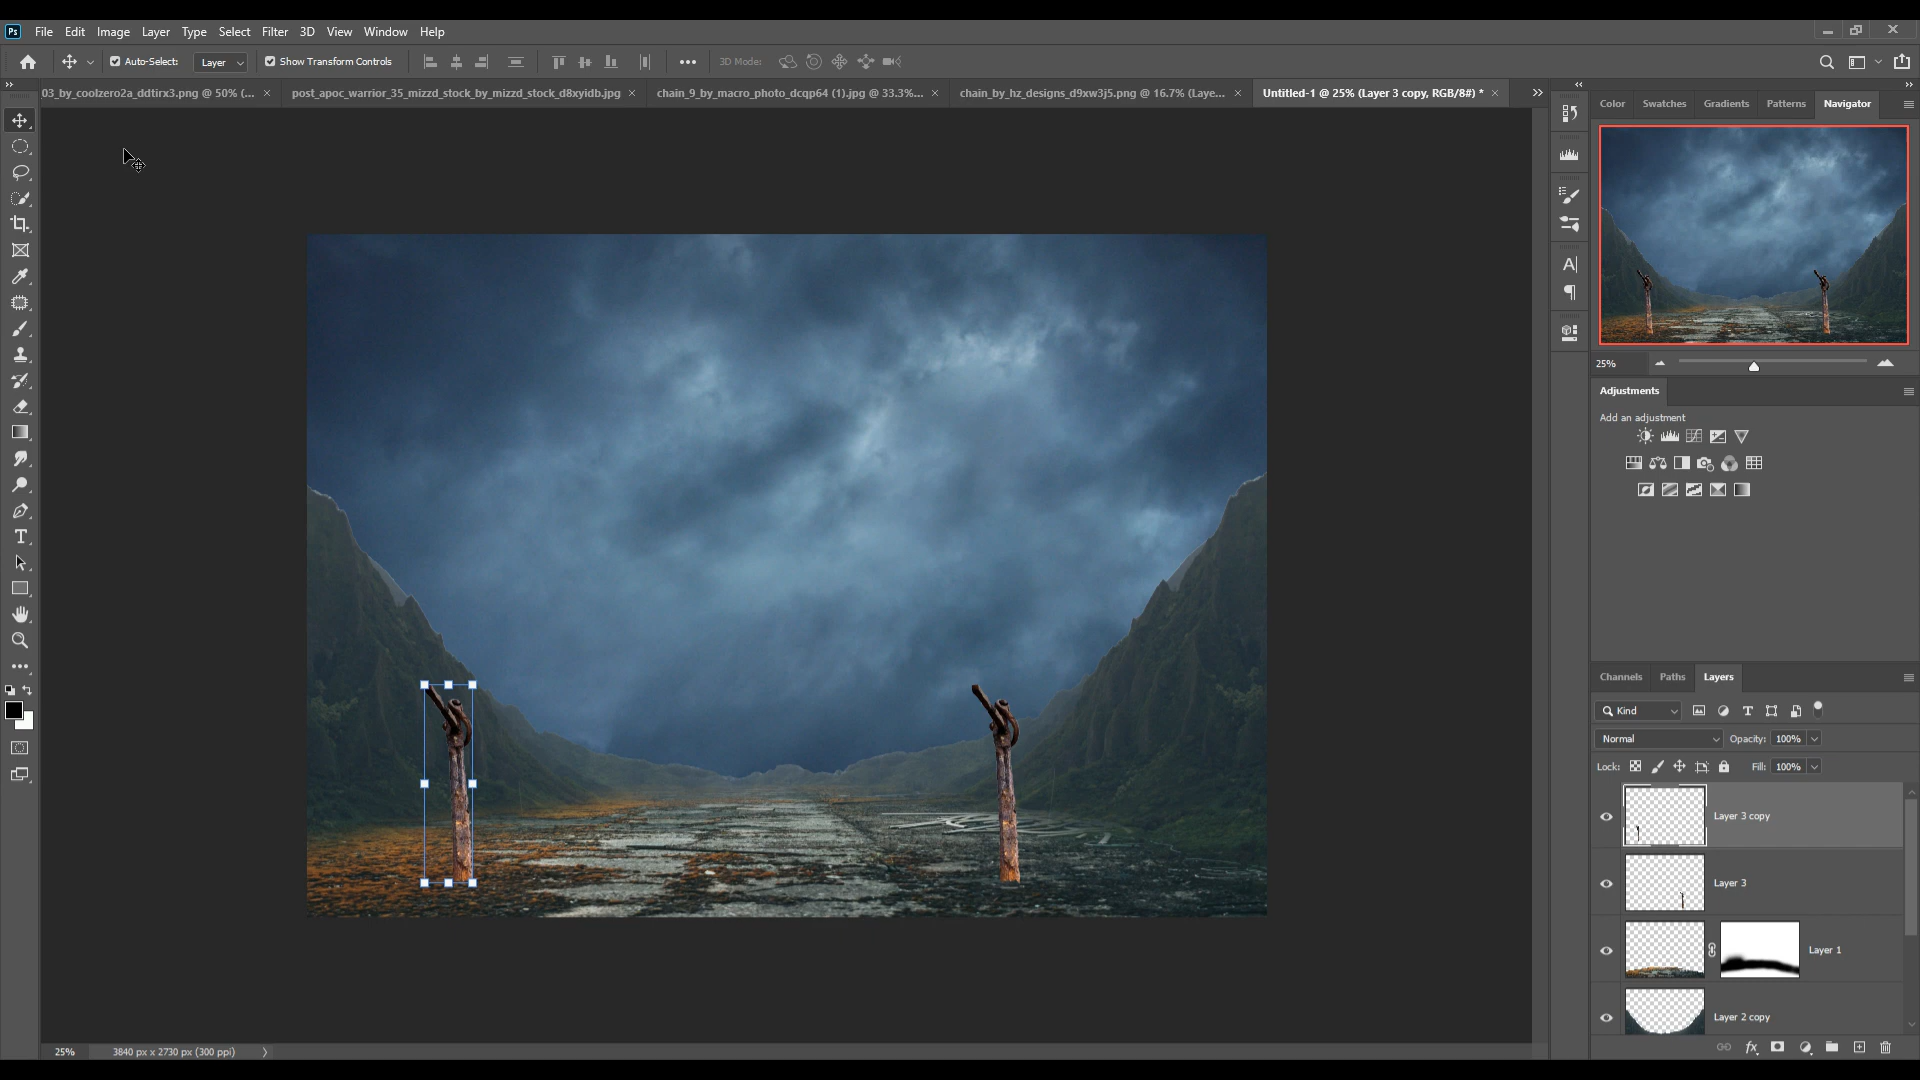 Ps File Edit Image Layer Type Select Filter 3D View Window Help
Auto-Select: Layer Show Transform Controls 3D Mode:
03_by_coolzero2a_ddtirx3.png @ 50% (... post_apoc_warrior_35_mizzd_stock_by_mizzd_stock_d8xyidb.jpg chain_9_by_macro_photo_dcqp64 (1).jpg @ 33.3%... chain_by_hz_designs_d9xw3j5.png @ 16.7% (Laye... Untitled-1 @ 25% (Layer 3 copy, RGB/8#) *
Color Swatches Gradients Patterns Navigator
25%
Adjustments
Add an adjustment
Channels Paths Layers
Kind
Normal Opacity: 100%
Lock: Fill: 100%
Layer 3 copy
Layer 3
Layer 1
Layer 2 copy
25% 3840 px x 2730 px (300 ppi)